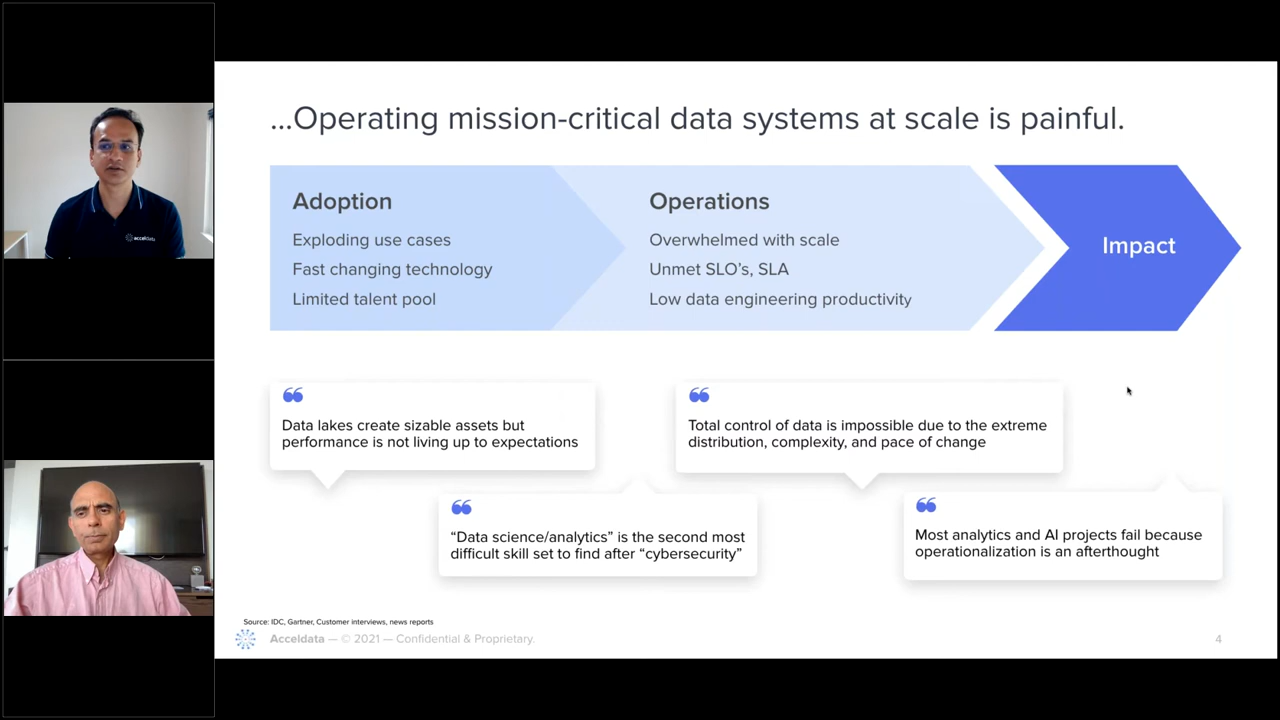 ...Operating mission-critical data systems at scale is painful.
Adoption
Exploding use cases
Fast changing technology
Limited talent pool
Operations
Overwhelmed with scale
Unmet SLO’s, SLA
Low data engineering productivity
Impact
Data lakes create sizable assets but
performance is not living up to expectations
Total control of data is impossible due to the extreme
distribution, complexity, and pace of change
“Data science/analytics” is the second most
difficult skill set to find after “cybersecurity”
Most analytics and AI projects fail because
operationalization is an afterthought
Source: IDC, Gartner, Customer interviews, news reports
Acceldata — © 2021 — Confidential & Proprietary.
4
acceldata